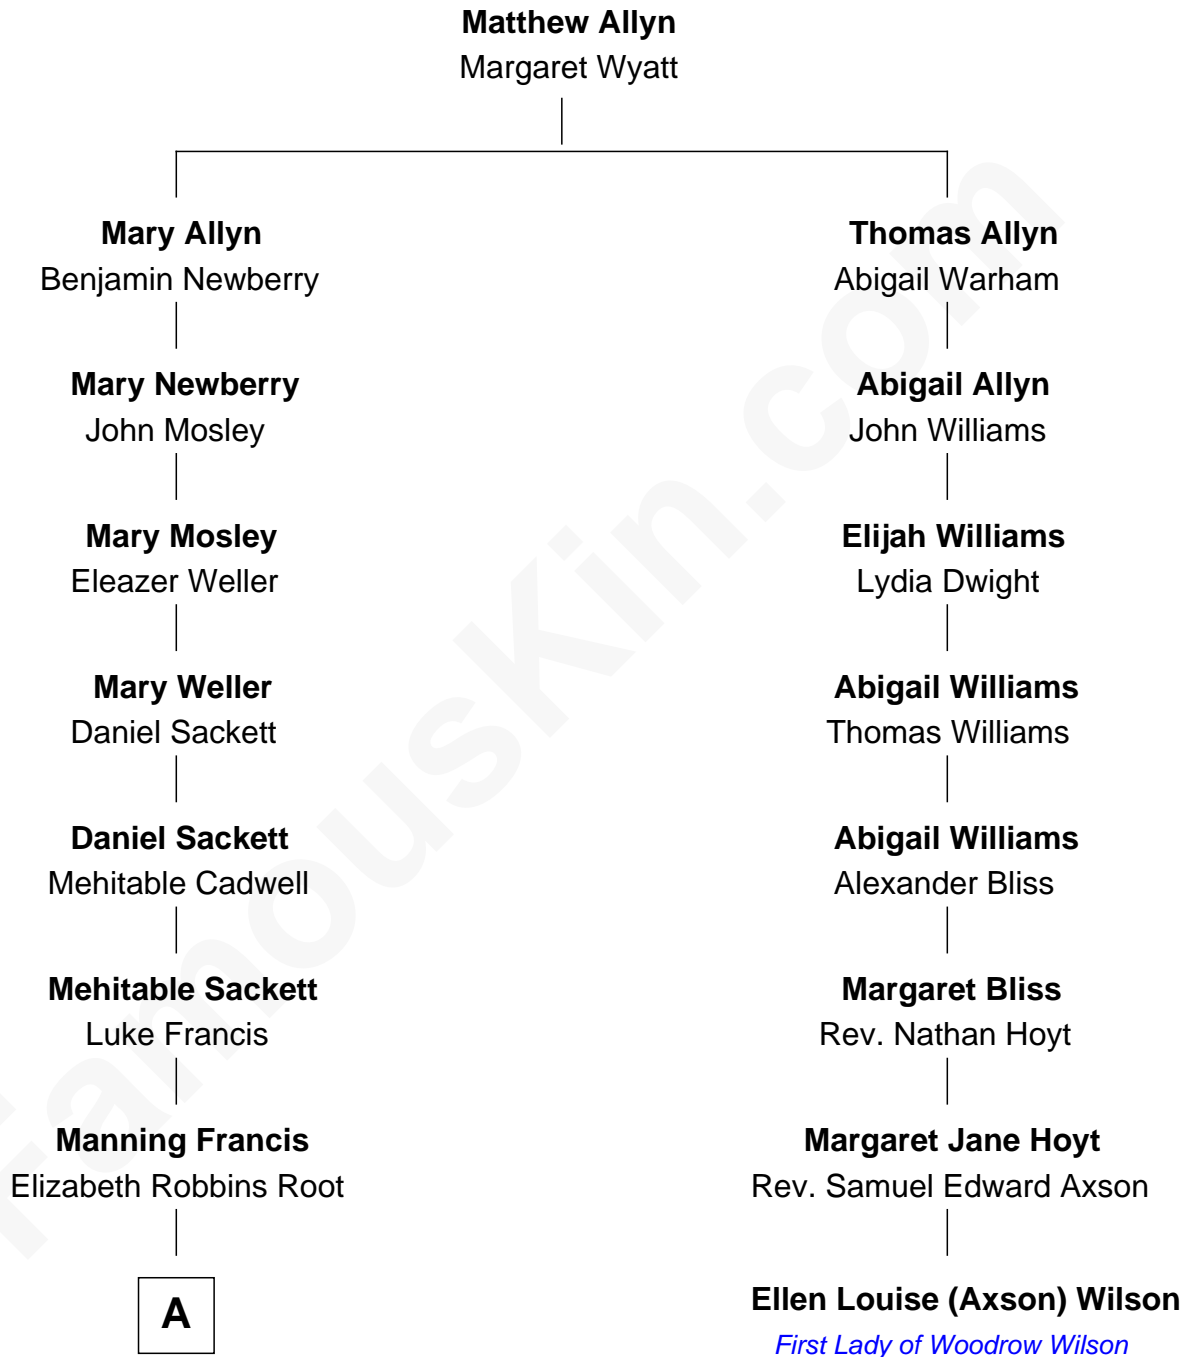 Matthew Allyn
Margaret Wyatt
Mary Allyn
Benjamin Newberry
Thomas Allyn
Abigail Warham
Mary Newberry
John Mosley
Abigail Allyn
John Williams
Mary Mosley
Eleazer Weller
Elijah Williams
Lydia Dwight
Mary Weller
Daniel Sackett
Abigail Williams
Thomas Williams
Daniel Sackett
Mehitable Cadwell
Abigail Williams
Alexander Bliss
Mehitable Sackett
Luke Francis
Margaret Bliss
Rev. Nathan Hoyt
Manning Francis
Elizabeth Robbins Root
Margaret Jane Hoyt
Rev. Samuel Edward Axson
A
Ellen Louise (Axson) Wilson
First Lady of Woodrow Wilson
FamousKin.com